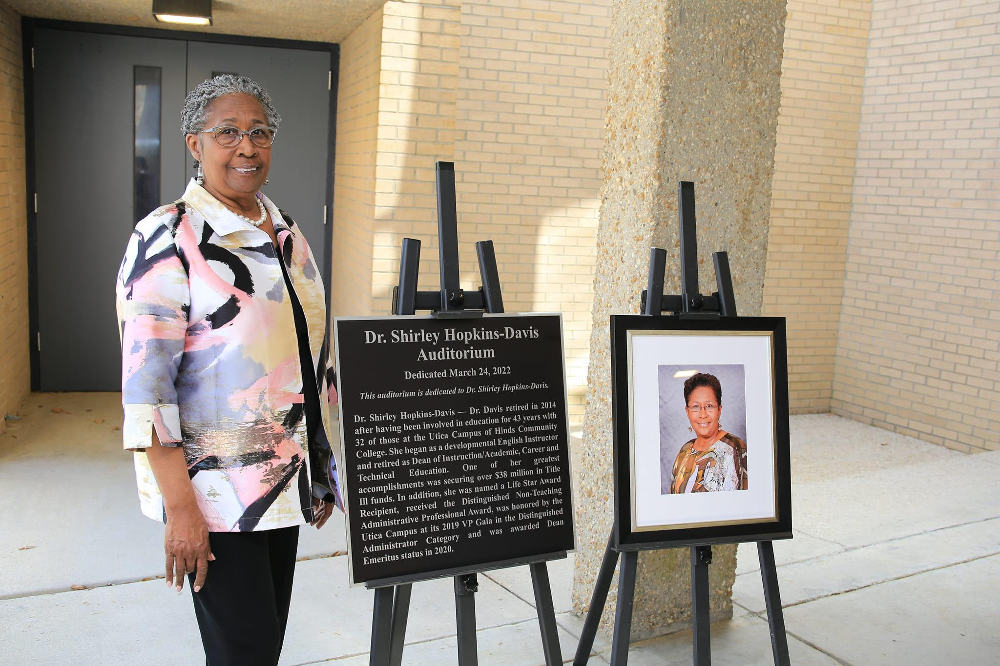 Dr. Shirley Hopkins-Davis
Auditorium
Dedicated March 24, 2022
This auditorium is dedicated to Dr. Shirley Hopkins-Davis.
Dr. Shirley Hopkins-Davis — Dr. Davis retired in 2014
after having been involved in education for 43 years with
32 of those at the Utica Campus of Hinds Community
College. She began as a developmental English Instructor
and retired as Dean of Instruction/Academic, Career and
Technical Education. One of her greatest
accomplishments was securing over $38 million in Title
Ill funds. In addition, she was named a Life Star Award
Recipient, received the Distinguished Non-Teaching
Administrative Professional Award, was honored by the
Utica Campus at its 2019 VP Gala in the Distinguished
Administrator Category and was awarded Dean
Emeritus status in 2020.